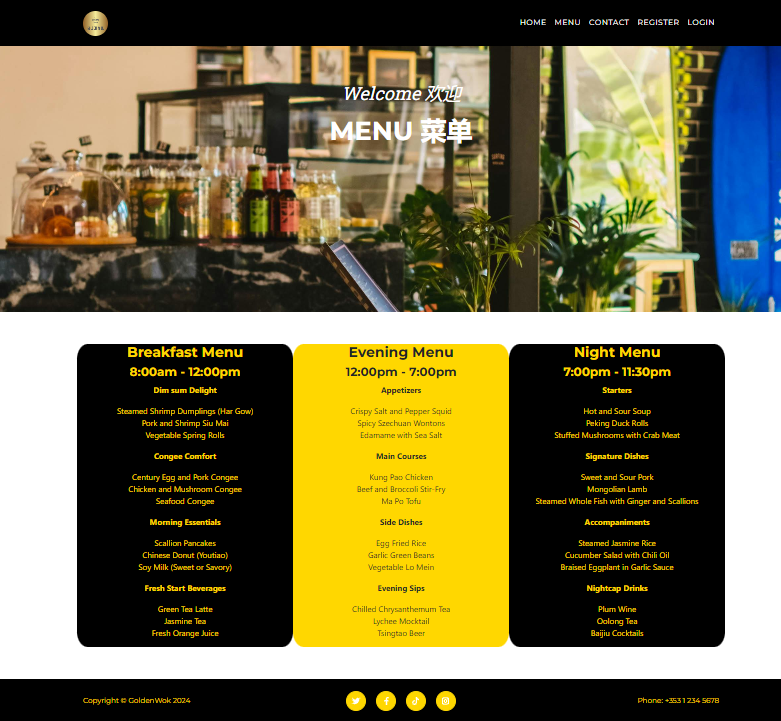 HOME MENU CONTACT REGISTER LOGIN
Welcome 欢迎
MENU 菜单
Breakfast Menu
8:00am - 12:00pm
Dim sum Delight
Steamed Shrimp Dumplings (Har Gow)
Pork and Shrimp Siu Mai
Vegetable Spring Rolls
Congee Comfort
Century Egg and Pork Congee
Chicken and Mushroom Congee
Seafood Congee
Morning Essentials
Scallion Pancakes
Chinese Donut (Youtiao)
Soy Milk (Sweet or Savory)
Fresh Start Beverages
Green Tea Latte
Jasmine Tea
Fresh Orange Juice
Evening Menu
12:00pm - 7:00pm
Appetizers
Crispy Salt and Pepper Squid
Spicy Szechuan Wontons
Edamame with Sea Salt
Main Courses
Kung Pao Chicken
Beef and Broccoli Stir-Fry
Ma Po Tofu
Side Dishes
Egg Fried Rice
Garlic Green Beans
Vegetable Lo Mein
Evening Sips
Chilled Chrysanthemum Tea
Lychee Mocktail
Tsingtao Beer
Night Menu
7:00pm - 11:30pm
Starters
Hot and Sour Soup
Peking Duck Rolls
Stuffed Mushrooms with Crab Meat
Signature Dishes
Sweet and Sour Pork
Mongolian Lamb
Steamed Whole Fish with Ginger and Scallions
Accompaniments
Steamed Jasmine Rice
Cucumber Salad with Chili Oil
Braised Eggplant in Garlic Sauce
Nightcap Drinks
Plum Wine
Oolong Tea
Baijiu Cocktails
Copyright © GoldenWok 2024
Phone: +353 1 234 5678